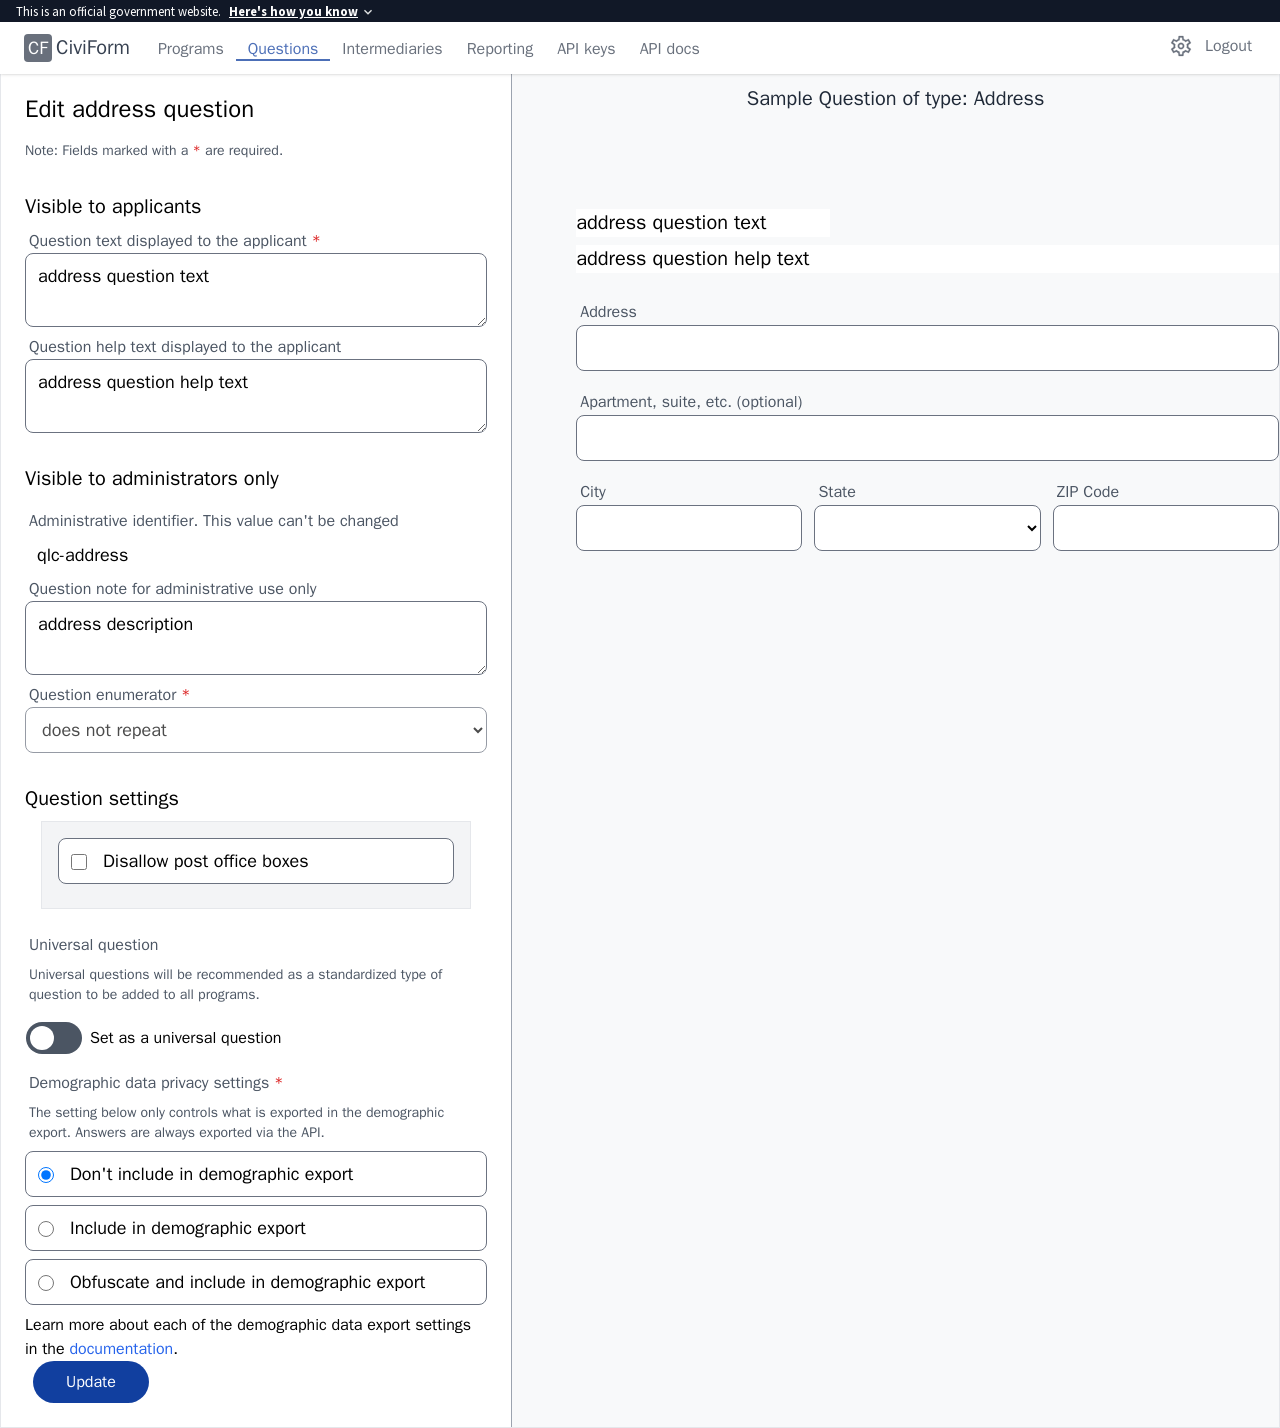 This is an official government website. Here's how you know
CF CiviForm Programs Questions Intermediaries Reporting API keys API docs Logout
Edit address question
Note: Fields marked with a * are required.
Visible to applicants
Question text displayed to the applicant *
address question text
Question help text displayed to the applicant
address question help text
Visible to administrators only
Administrative identifier. This value can't be changed
qlc-address
Question note for administrative use only
address description
Question enumerator *
does not repeat
Question settings
Disallow post office boxes
Universal question
Universal questions will be recommended as a standardized type of
question to be added to all programs.
Set as a universal question
Demographic data privacy settings *
The setting below only controls what is exported in the demographic
export. Answers are always exported via the API.
Don't include in demographic export
Include in demographic export
Obfuscate and include in demographic export
Learn more about each of the demographic data export settings
in the documentation.
Update
Sample Question of type: Address
address question text
address question help text
Address
Apartment, suite, etc. (optional)
City State ZIP Code